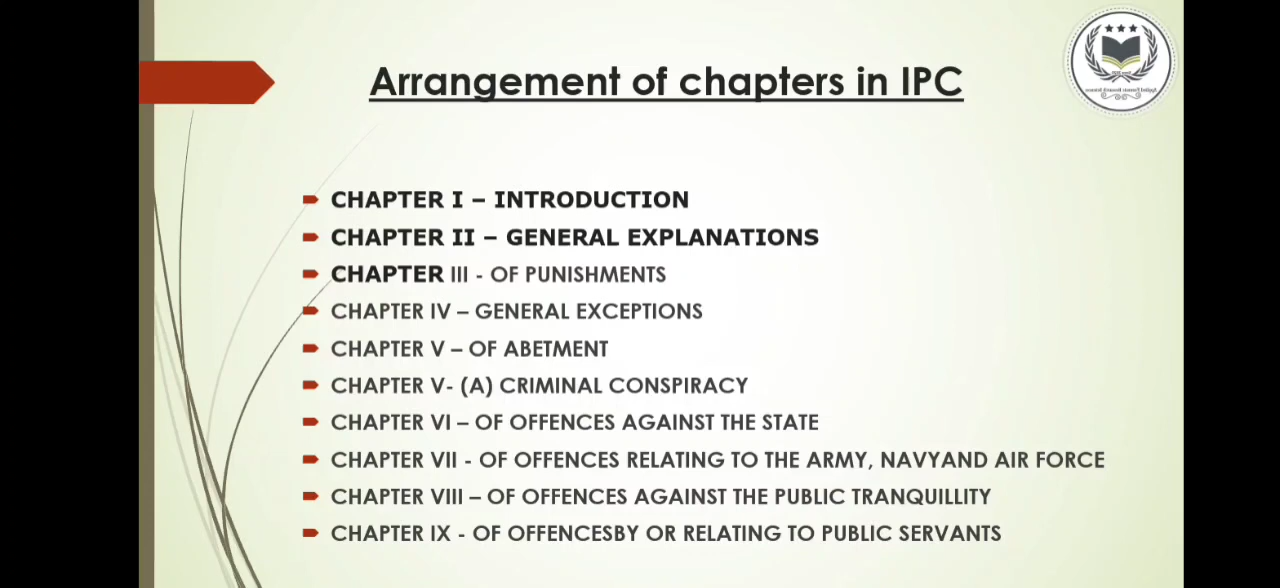 Arrangement of chapters in IPC
CHAPTER I – INTRODUCTION
CHAPTER II – GENERAL EXPLANATIONS
CHAPTER III - OF PUNISHMENTS
CHAPTER IV – GENERAL EXCEPTIONS
CHAPTER V – OF ABETMENT
CHAPTER V- (A) CRIMINAL CONSPIRACY
CHAPTER VI – OF OFFENCES AGAINST THE STATE
CHAPTER VII - OF OFFENCES RELATING TO THE ARMY, NAVYAND AIR FORCE
CHAPTER VIII – OF OFFENCES AGAINST THE PUBLIC TRANQUILLITY
CHAPTER IX - OF OFFENCESBY OR RELATING TO PUBLIC SERVANTS